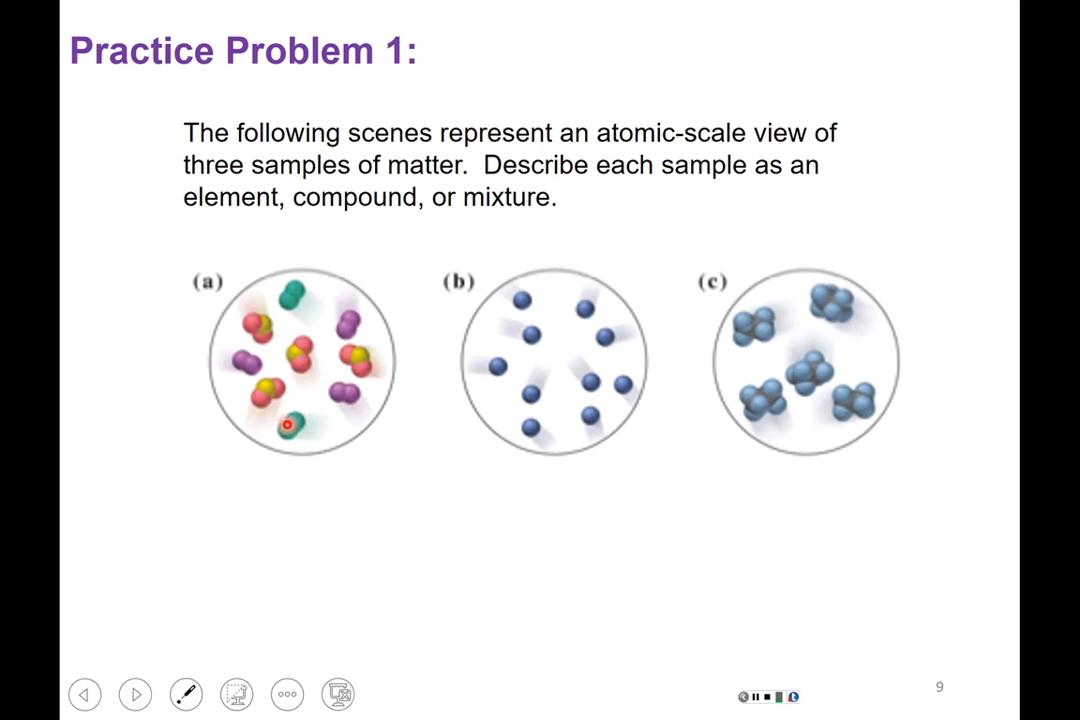 Practice Problem 1:
The following scenes represent an atomic-scale view of
three samples of matter.  Describe each sample as an
element, compound, or mixture.
(a)
(b)
(c)
9